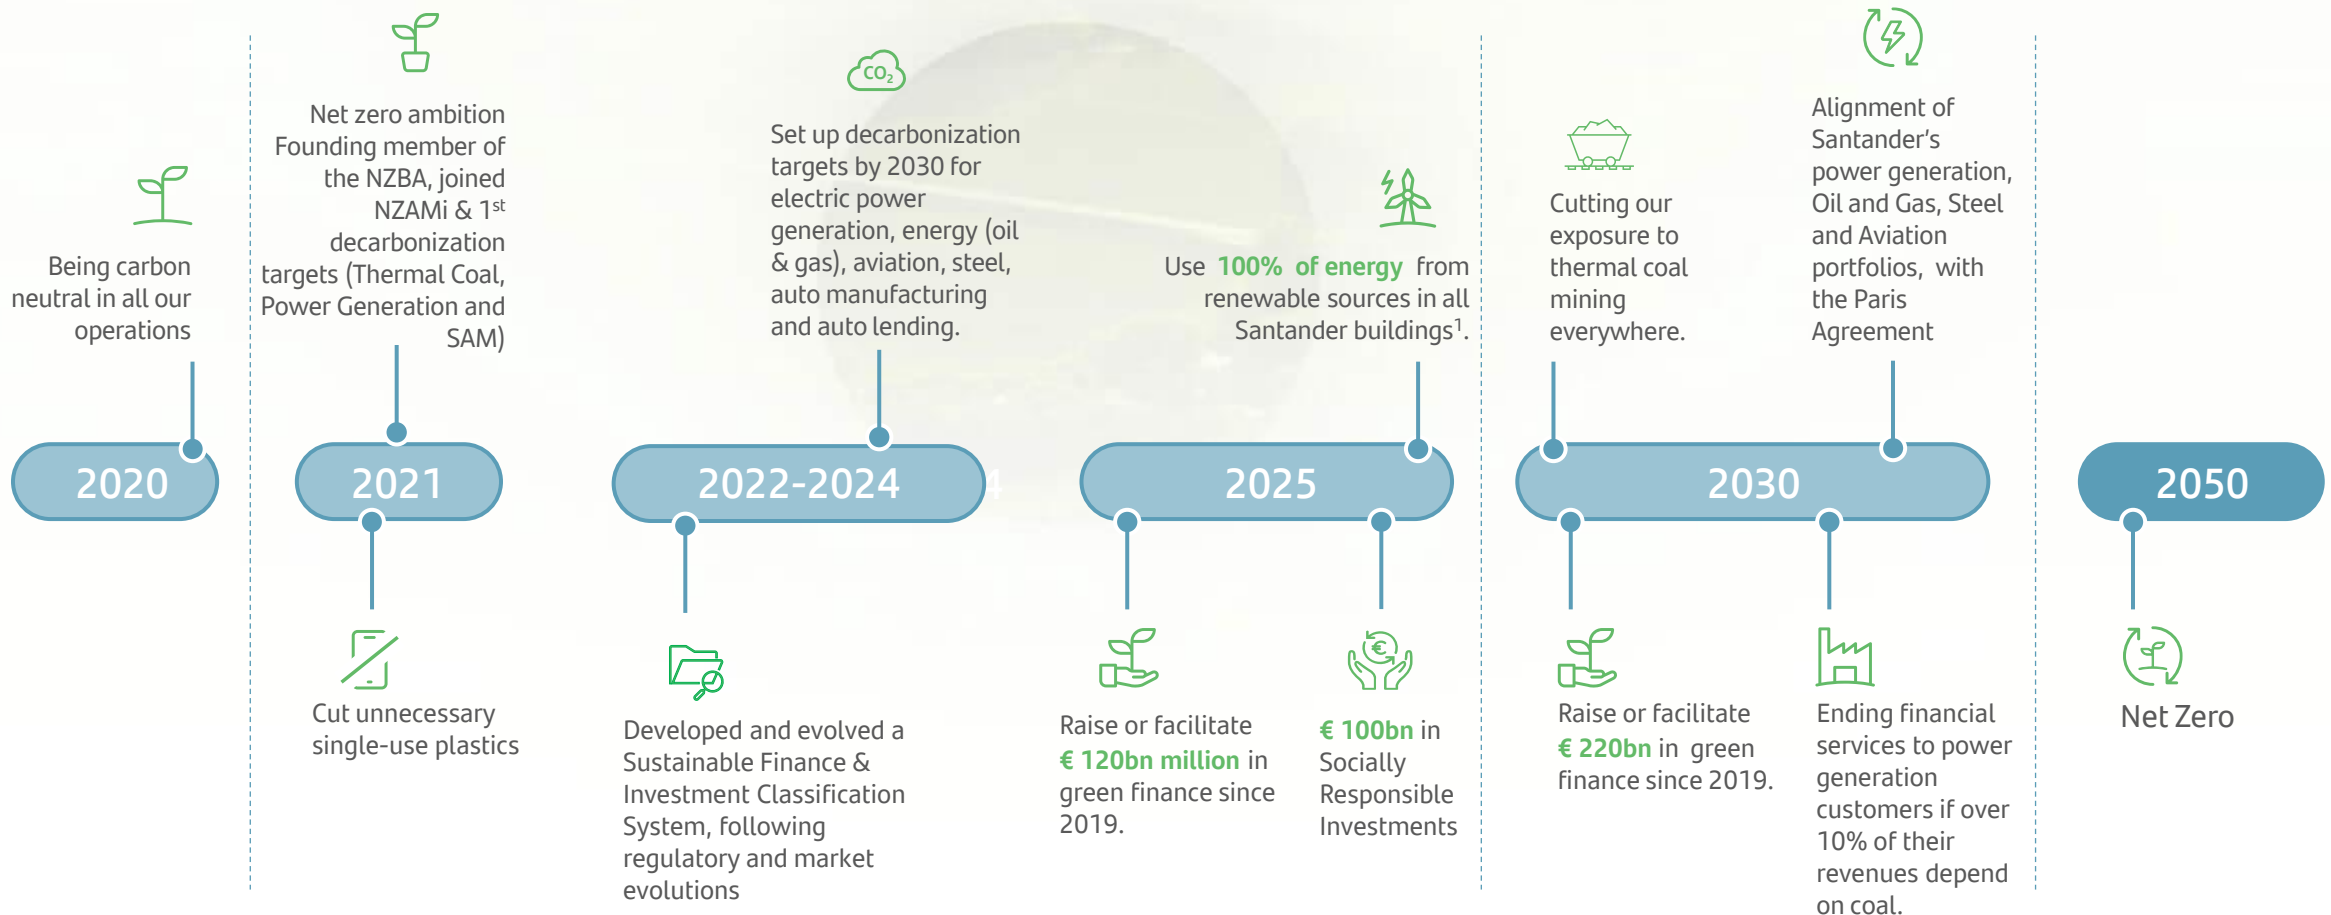 Being carbon
neutral in all our
operations
2020
Net zero ambition
Founding member of
the NZBA, joined
NZAMi & 1st
decarbonization
targets (Thermal Coal,
Power Generation and
SAM)
2021
Cut unnecessary
single-use plastics
CO2
Set up decarbonization
targets by 2030 for
electric power
generation, energy (oil
& gas), aviation, steel,
auto manufacturing
and auto lending.
2022-2024
4
Developed and evolved a
Sustainable Finance &
Investment Classification
System, following
regulatory and market
evolutions
Use 100% of energy from
renewable sources in all
Santander buildings1.
2025
Raise or facilitate
€ 120bn million in
green finance since
2019.
€
€ 100bn in
Socially
Responsible
Investments
Cutting our
exposure to
thermal coal
mining
everywhere.
Alignment of
Santander's
power generation,
Oil and Gas, Steel
and Aviation
portfolios, with
the Paris
Agreement
2030
Raise or facilitate
€ 220bn in green
finance since 2019.
Ending financial
services to power
generation
customers if over
10% of their
revenues depend
on coal.
2050
Net Zero